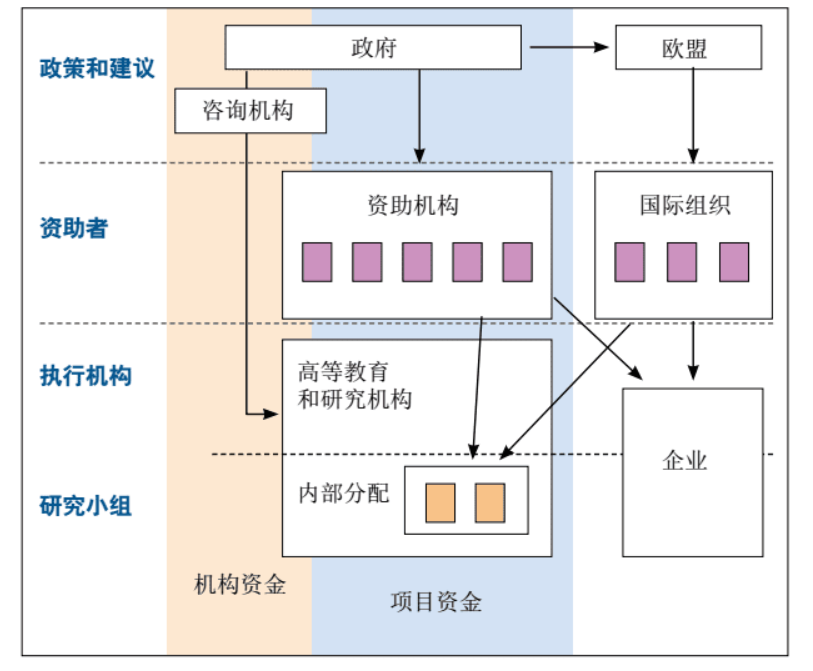 政府
欧盟
政策和建议
咨询机构
资助者
资助机构
国际组织
执行机构
高等教育
和研究机构
企业
研究小组
内部分配
机构资金
项目资金